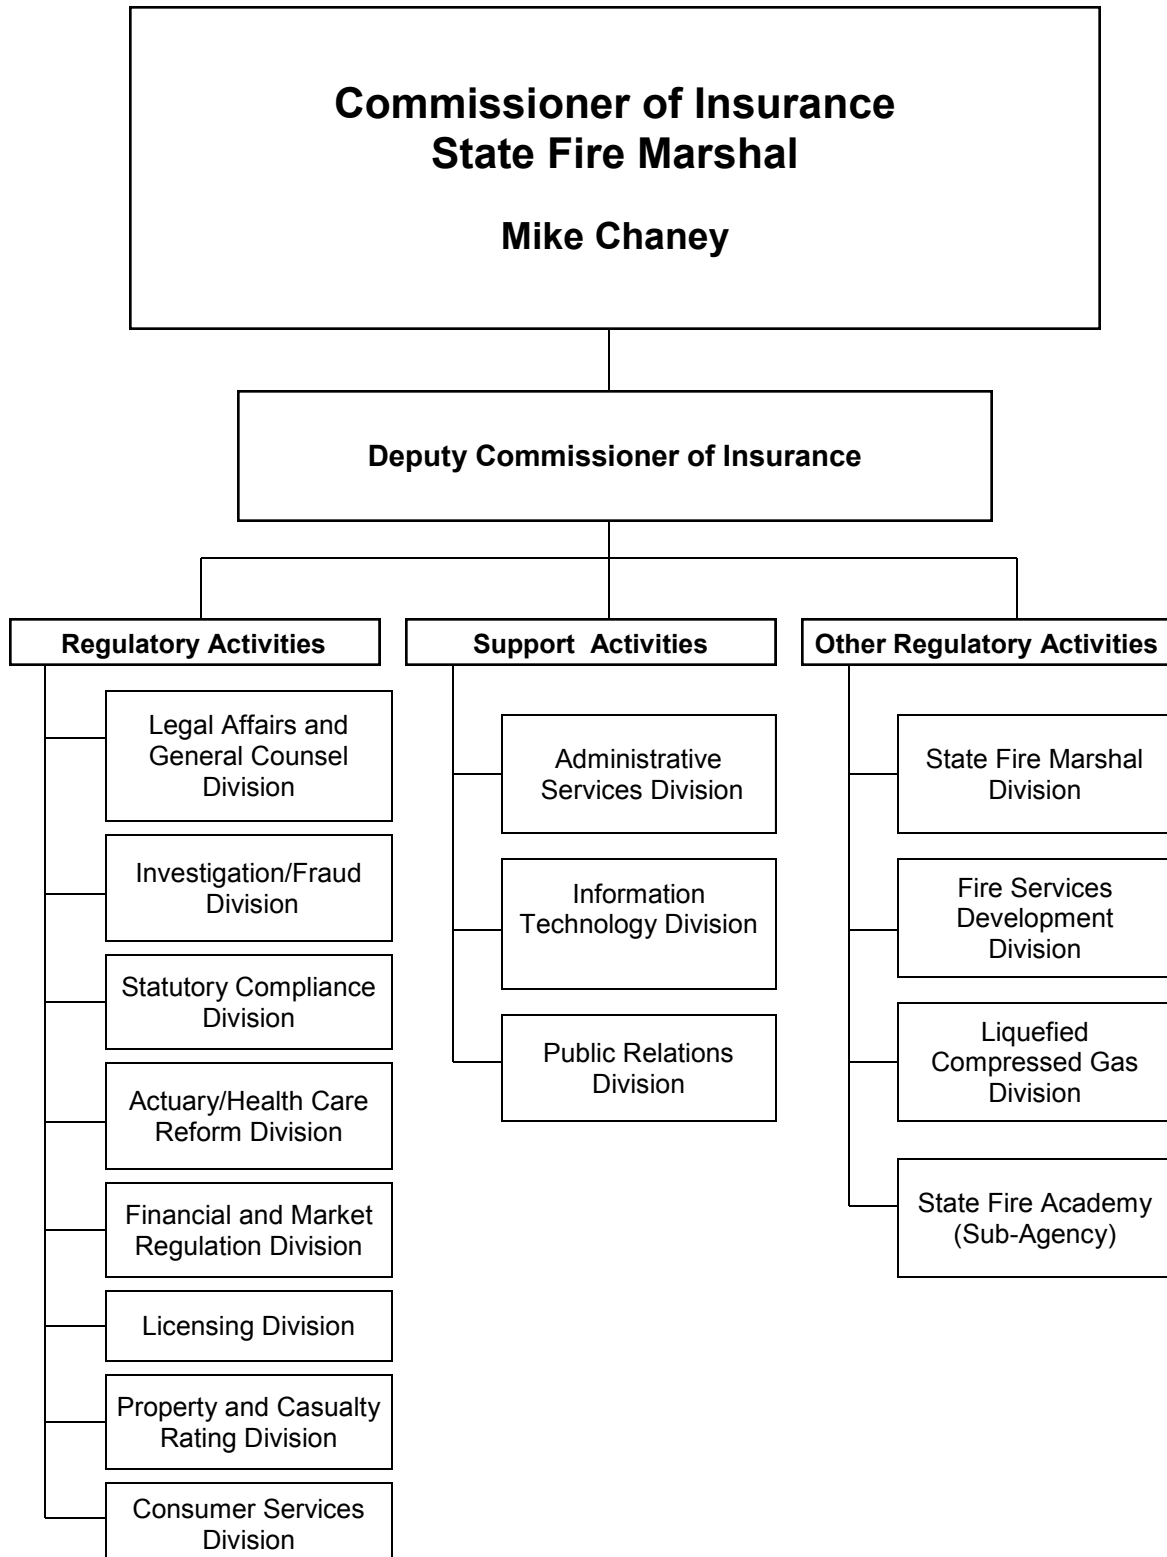 Commissioner of Insurance
State Fire Marshal
Mike Chaney
Deputy Commissioner of Insurance
Regulatory Activities
Legal Affairs and
General Counsel
Division
Investigation/Fraud
Division
Statutory Compliance
Division
Actuary/Health Care
Reform Division
Financial and Market
Regulation Division
Licensing Division
Property and Casualty
Rating Division
Consumer Services
Division
Support Activities
Administrative
Services Division
Information
Technology Division
Public Relations
Division
Other Regulatory Activities
State Fire Marshal
Division
Fire Services
Development
Division
Liquefied
Compressed Gas
Division
State Fire Academy
(Sub-Agency)